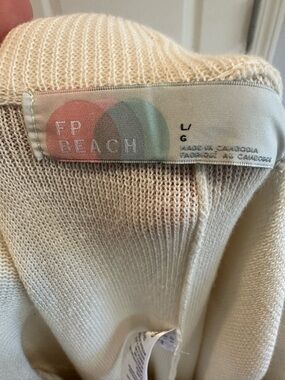 FP
BEACH
L/
G
MADE IN CAMBODIA
FABRIQUÉ AU CAMBODGE